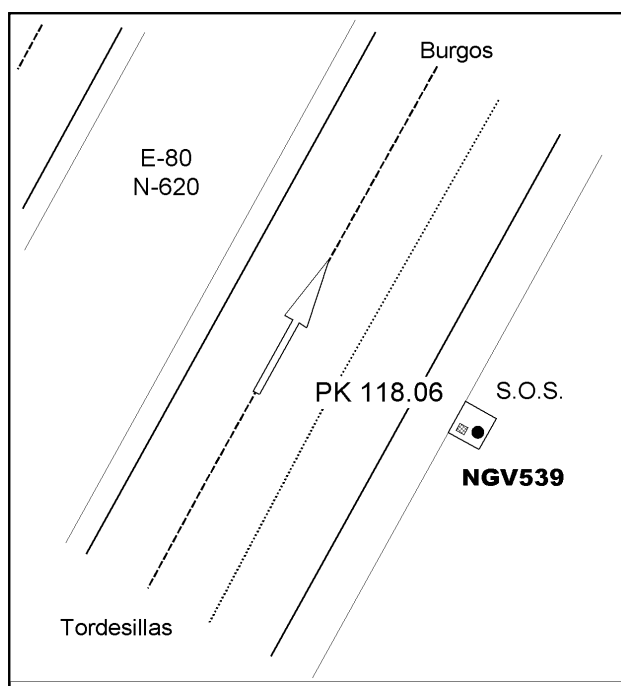 Burgos
E-80
N-620
PK 118.06
S.O.S.
NGV539
Tordesillas